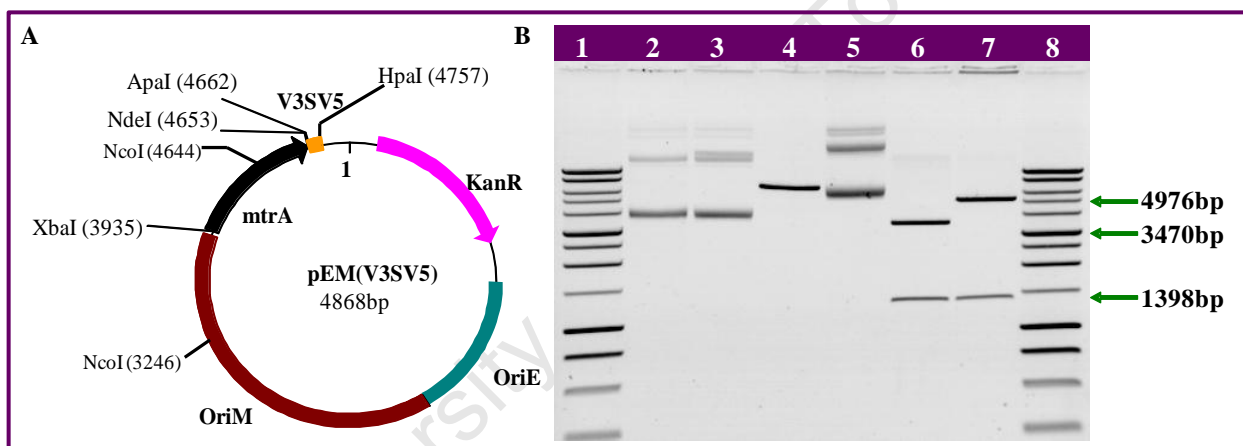 A
B
ApaI (4662)
V3SV5
HpaI (4757)
NdeI (4653)
NcoI (4644)
1
KanR
mtrA
XbaI (3935)
pEM(V3SV5)
4868bp
NcoI (3246)
OriE
OriM
1 2 3 4 5 6 7 8
4976bp
3470bp
1398bp